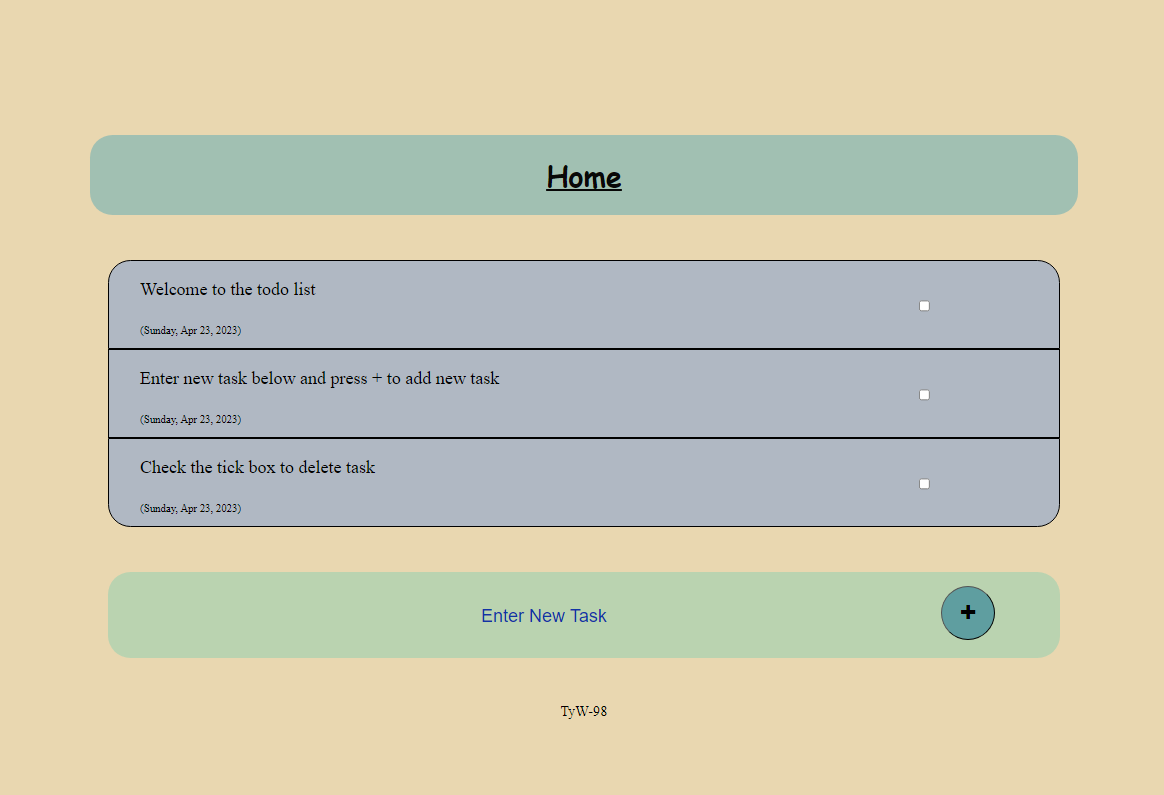 Home
Welcome to the todo list
(Sunday, Apr 23, 2023)
Enter new task below and press + to add new task
(Sunday, Apr 23, 2023)
Check the tick box to delete task
(Sunday, Apr 23, 2023)
Enter New Task
+
TyW-98